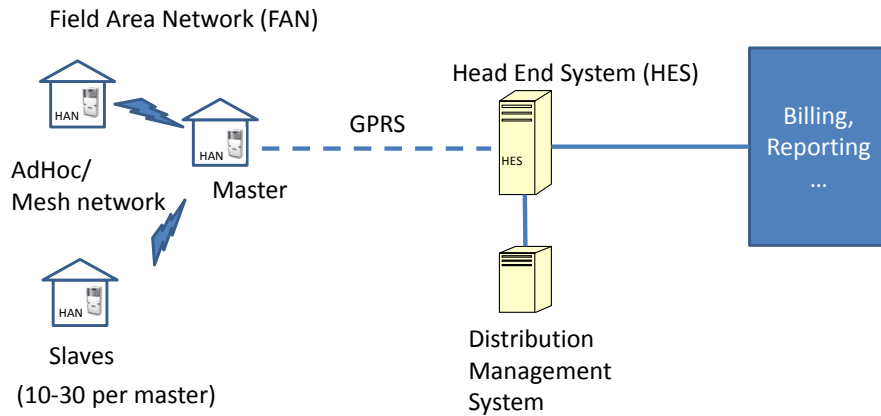 Field Area Network (FAN)
HAN
AdHoc/
Mesh network
HAN
Master
HAN
Slaves
(10-30 per master)
GPRS
Head End System (HES)
HES
Distribution
Management
System
Billing,
Reporting
...